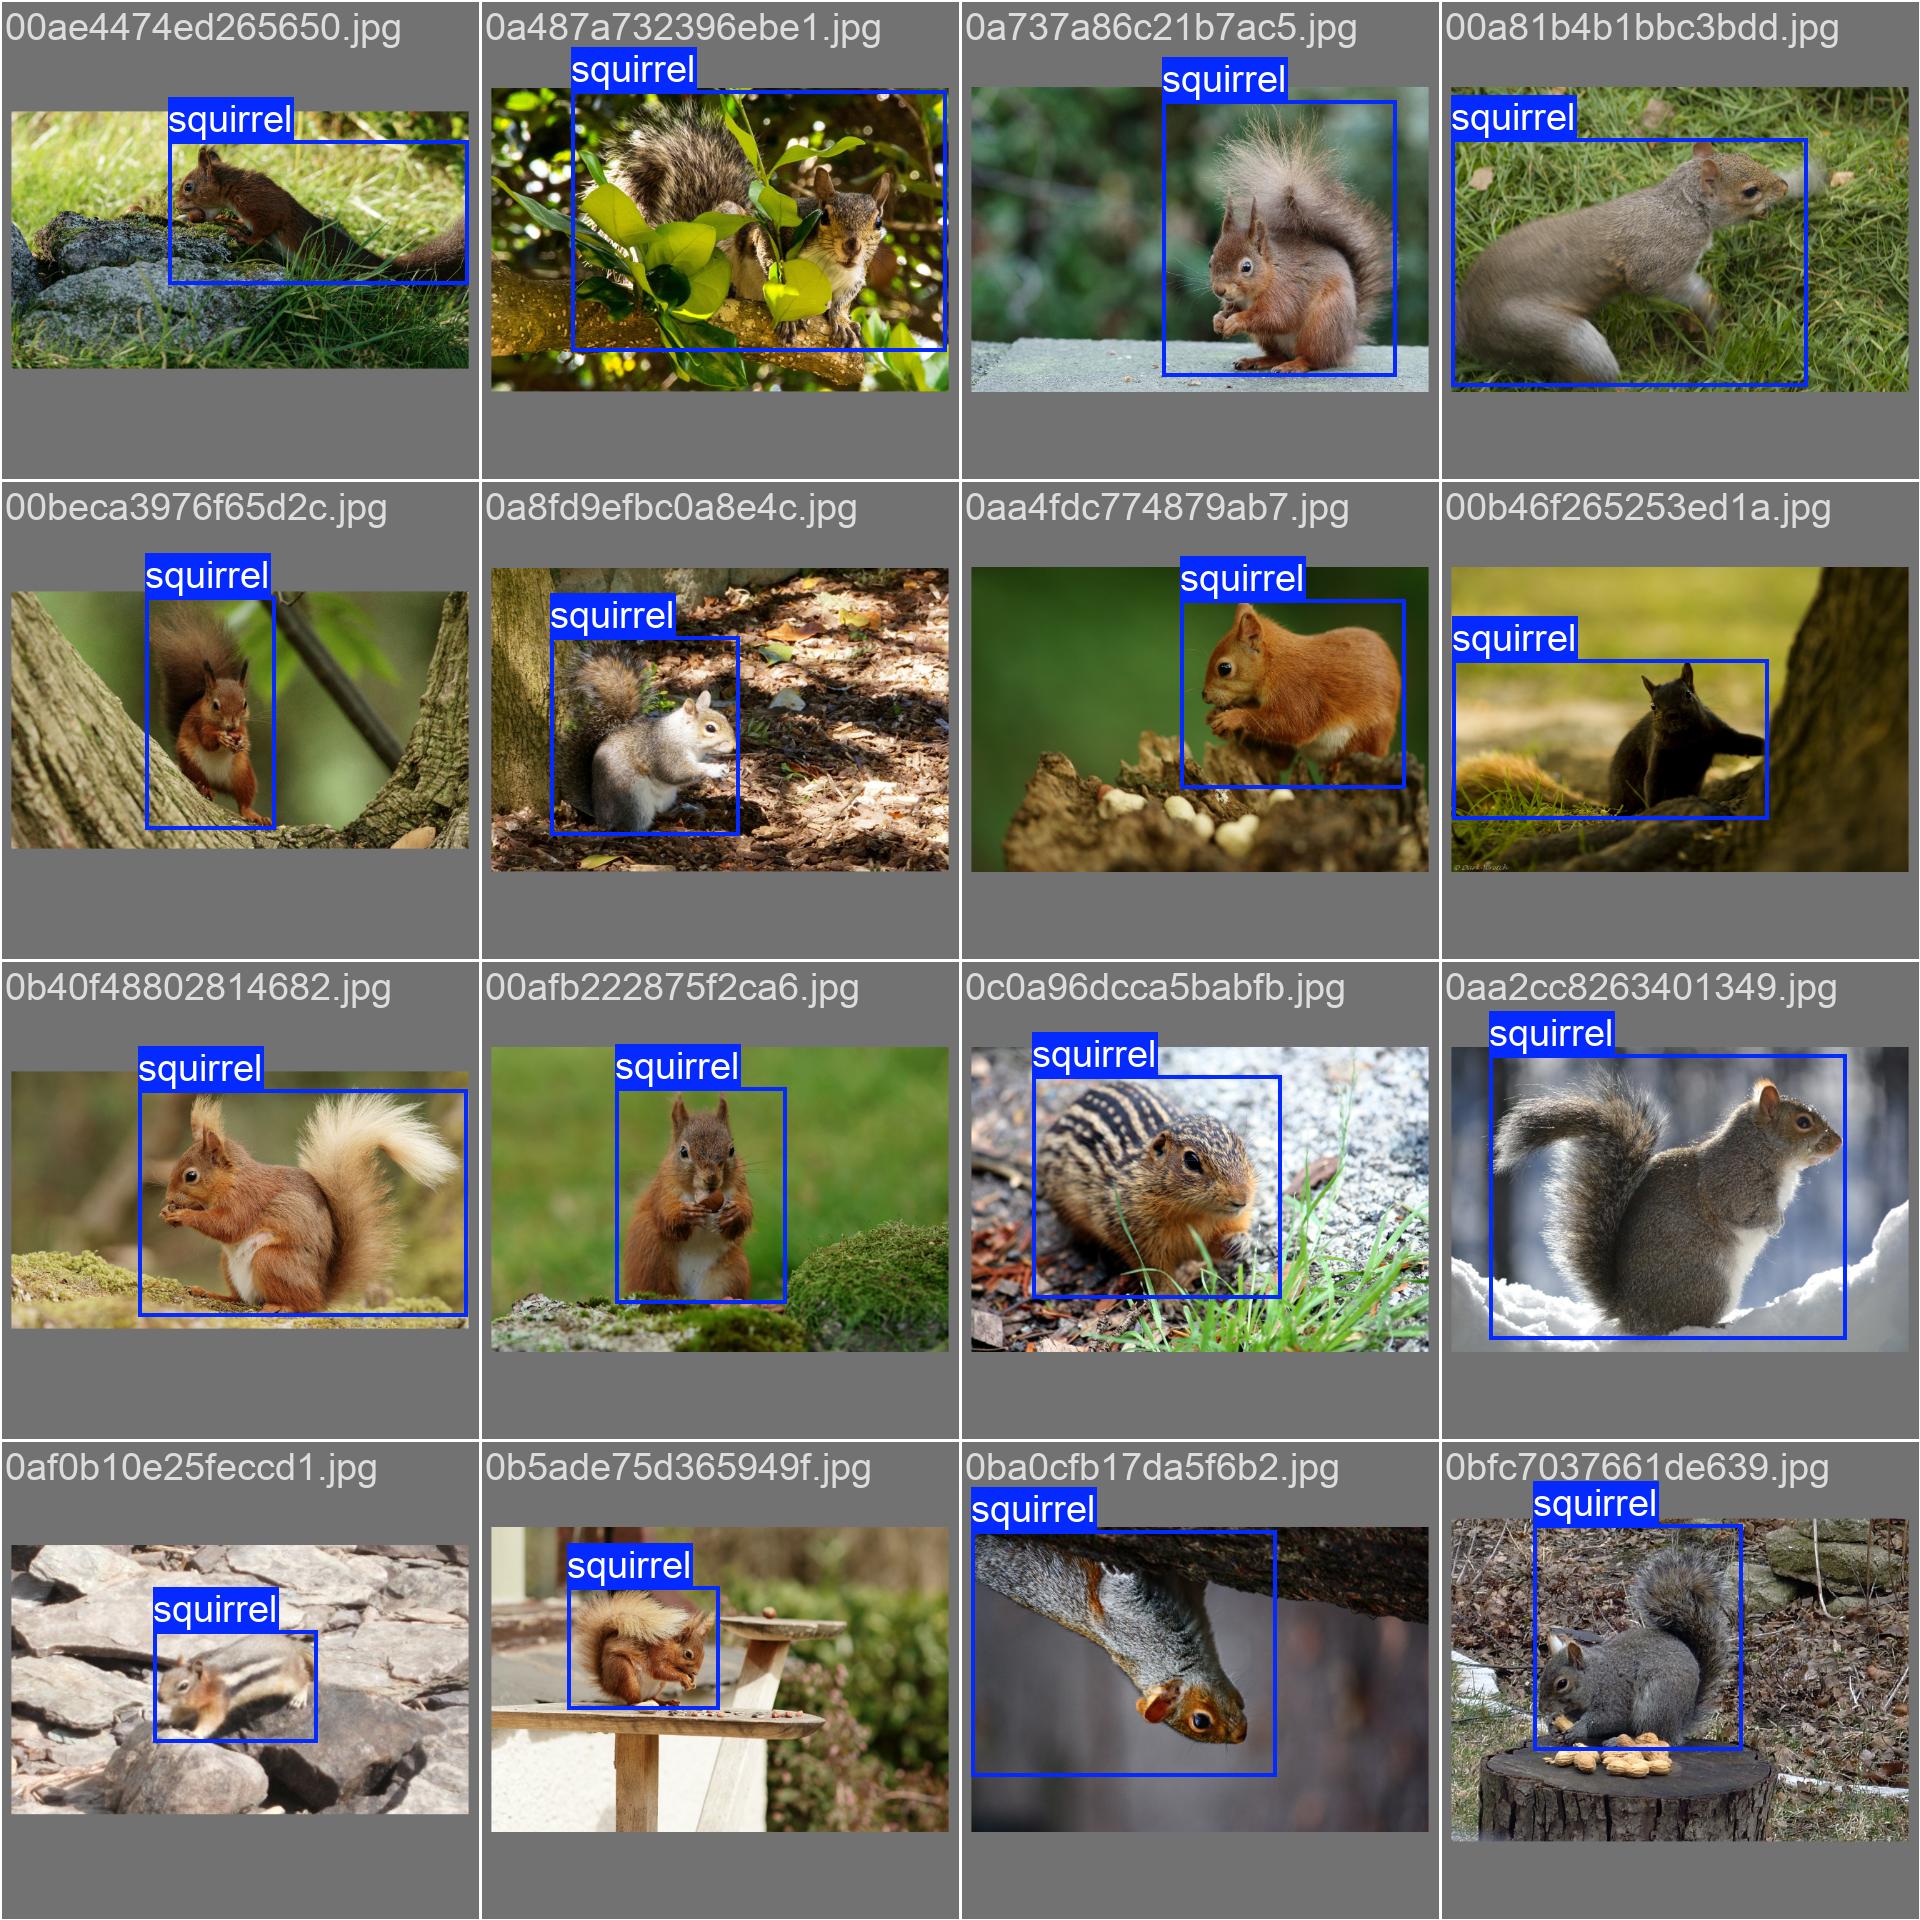 00ae4474ed265650.jpg
squirrel
0a487a732396ebe1.jpg
squirrel
0a737a86c21b7ac5.jpg
squirrel
00a81b4b1bbc3bdd.jpg
squirrel
00beca3976f65d2c.jpg
squirrel
0a8fd9efbc0a8e4c.jpg
squirrel
0aa4fdc774879ab7.jpg
squirrel
00b46f265253ed1a.jpg
squirrel
0b40f48802814682.jpg
squirrel
00afb222875f2ca6.jpg
squirrel
0c0a96dcca5babfb.jpg
squirrel
0aa2cc8263401349.jpg
squirrel
0af0b10e25feccd1.jpg
squirrel
0b5ade75d365949f.jpg
squirrel
0ba0cfb17da5f6b2.jpg
squirrel
0bfc7037661de639.jpg
squirrel